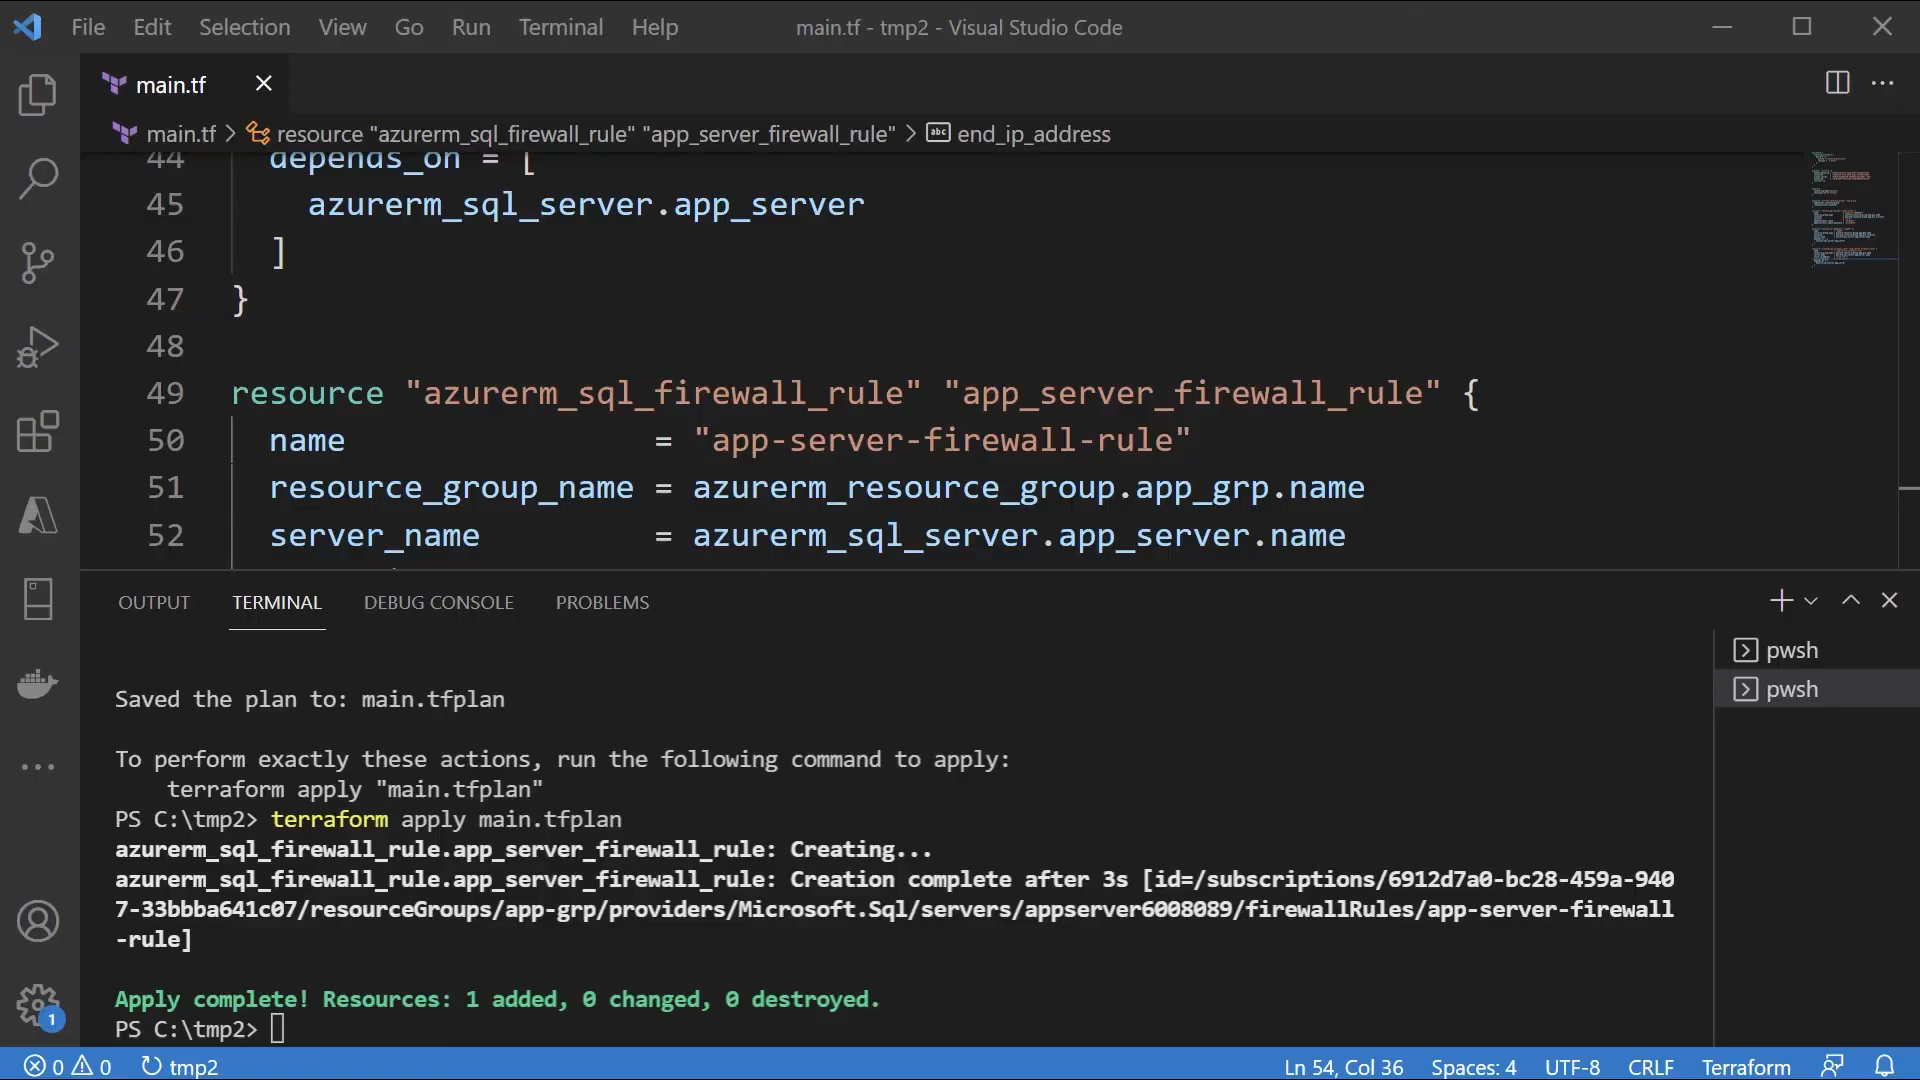 File Edit Selection View Go Run Terminal Help main.tf - tmp2 - Visual Studio Code
main.tf
main.tf > resource "azurerm_sql_firewall_rule" "app_server_firewall_rule" > abc end_ip_address
44 depends_on = [
45 azurerm_sql_server.app_server
46 ]
47 }
48
49 resource "azurerm_sql_firewall_rule" "app_server_firewall_rule" {
50 name = "app-server-firewall-rule"
51 resource_group_name = azurerm_resource_group.app_grp.name
52 server_name = azurerm_sql_server.app_server.name
OUTPUT TERMINAL DEBUG CONSOLE PROBLEMS
pwsh
pwsh
Saved the plan to: main.tfplan
To perform exactly these actions, run the following command to apply:
terraform apply "main.tfplan"
PS C:\tmp2> terraform apply main.tfplan
azurerm_sql_firewall_rule.app_server_firewall_rule: Creating...
azurerm_sql_firewall_rule.app_server_firewall_rule: Creation complete after 3s [id=/subscriptions/6912d7a0-bc28-459a-940
7-33bbba641c07/resourceGroups/app-grp/providers/Microsoft.Sql/servers/appserver6008089/firewallRules/app-server-firewall
-rule]
Apply complete! Resources: 1 added, 0 changed, 0 destroyed.
PS C:\tmp2>
1
0 0 tmp2 Ln 54, Col 36 Spaces: 4 UTF-8 CRLF Terraform